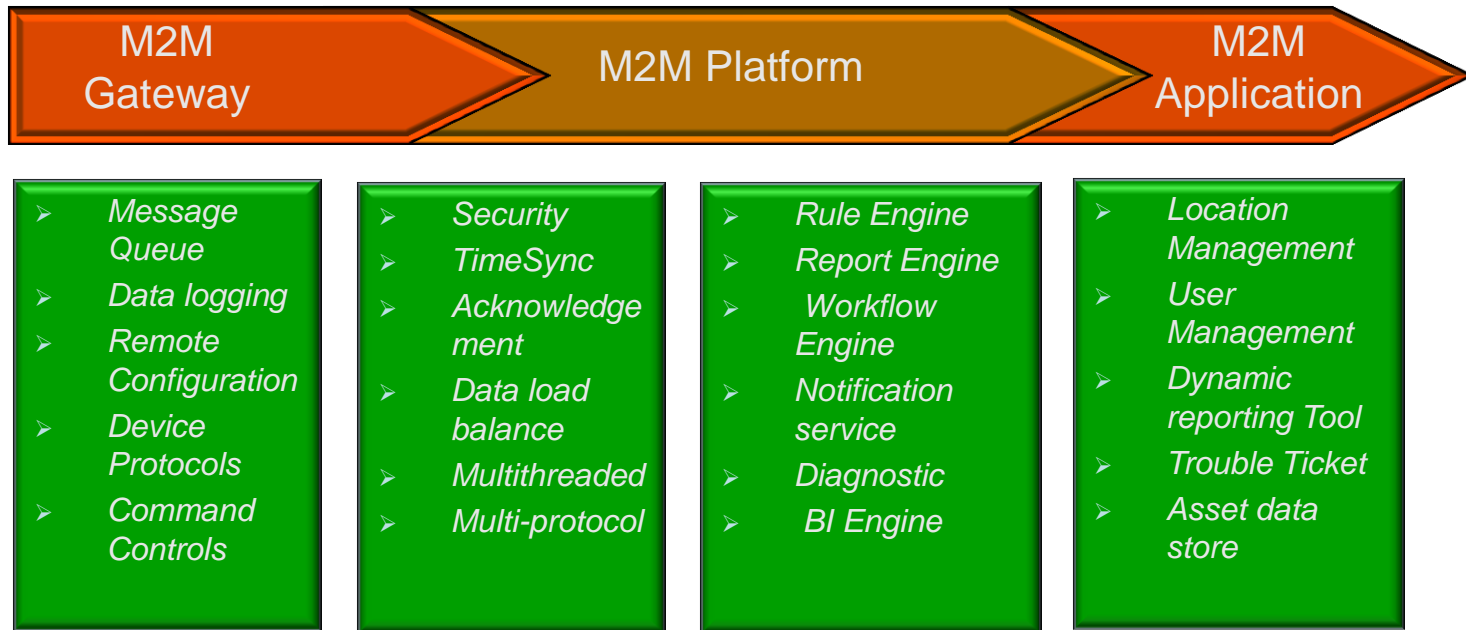 M2M
Gateway
M2M Platform
M2M
Application
➢ Message
Queue
➢ Data logging
➢ Remote
Configuration
➢ Device
Protocols
➢ Command
Controls
➢ Security
➢ TimeSync
➢ Acknowledge
ment
➢ Data load
balance
➢ Multithreaded
➢ Multi-protocol
➢ Rule Engine
➢ Report Engine
➢ Workflow
Engine
➢ Notification
service
➢ Diagnostic
➢ BI Engine
➢ Location
Management
➢ User
Management
➢ Dynamic
reporting Tool
➢ Trouble Ticket
➢ Asset data
store